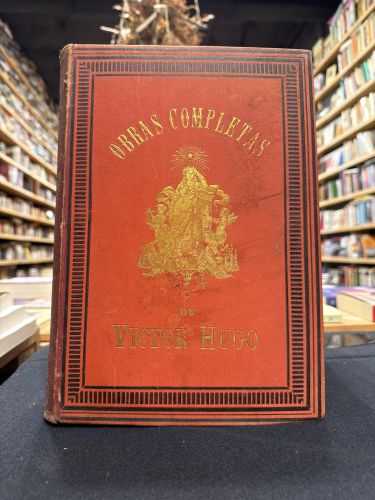 OBRAS COMPLETAS
DE
VICTOR HUGO